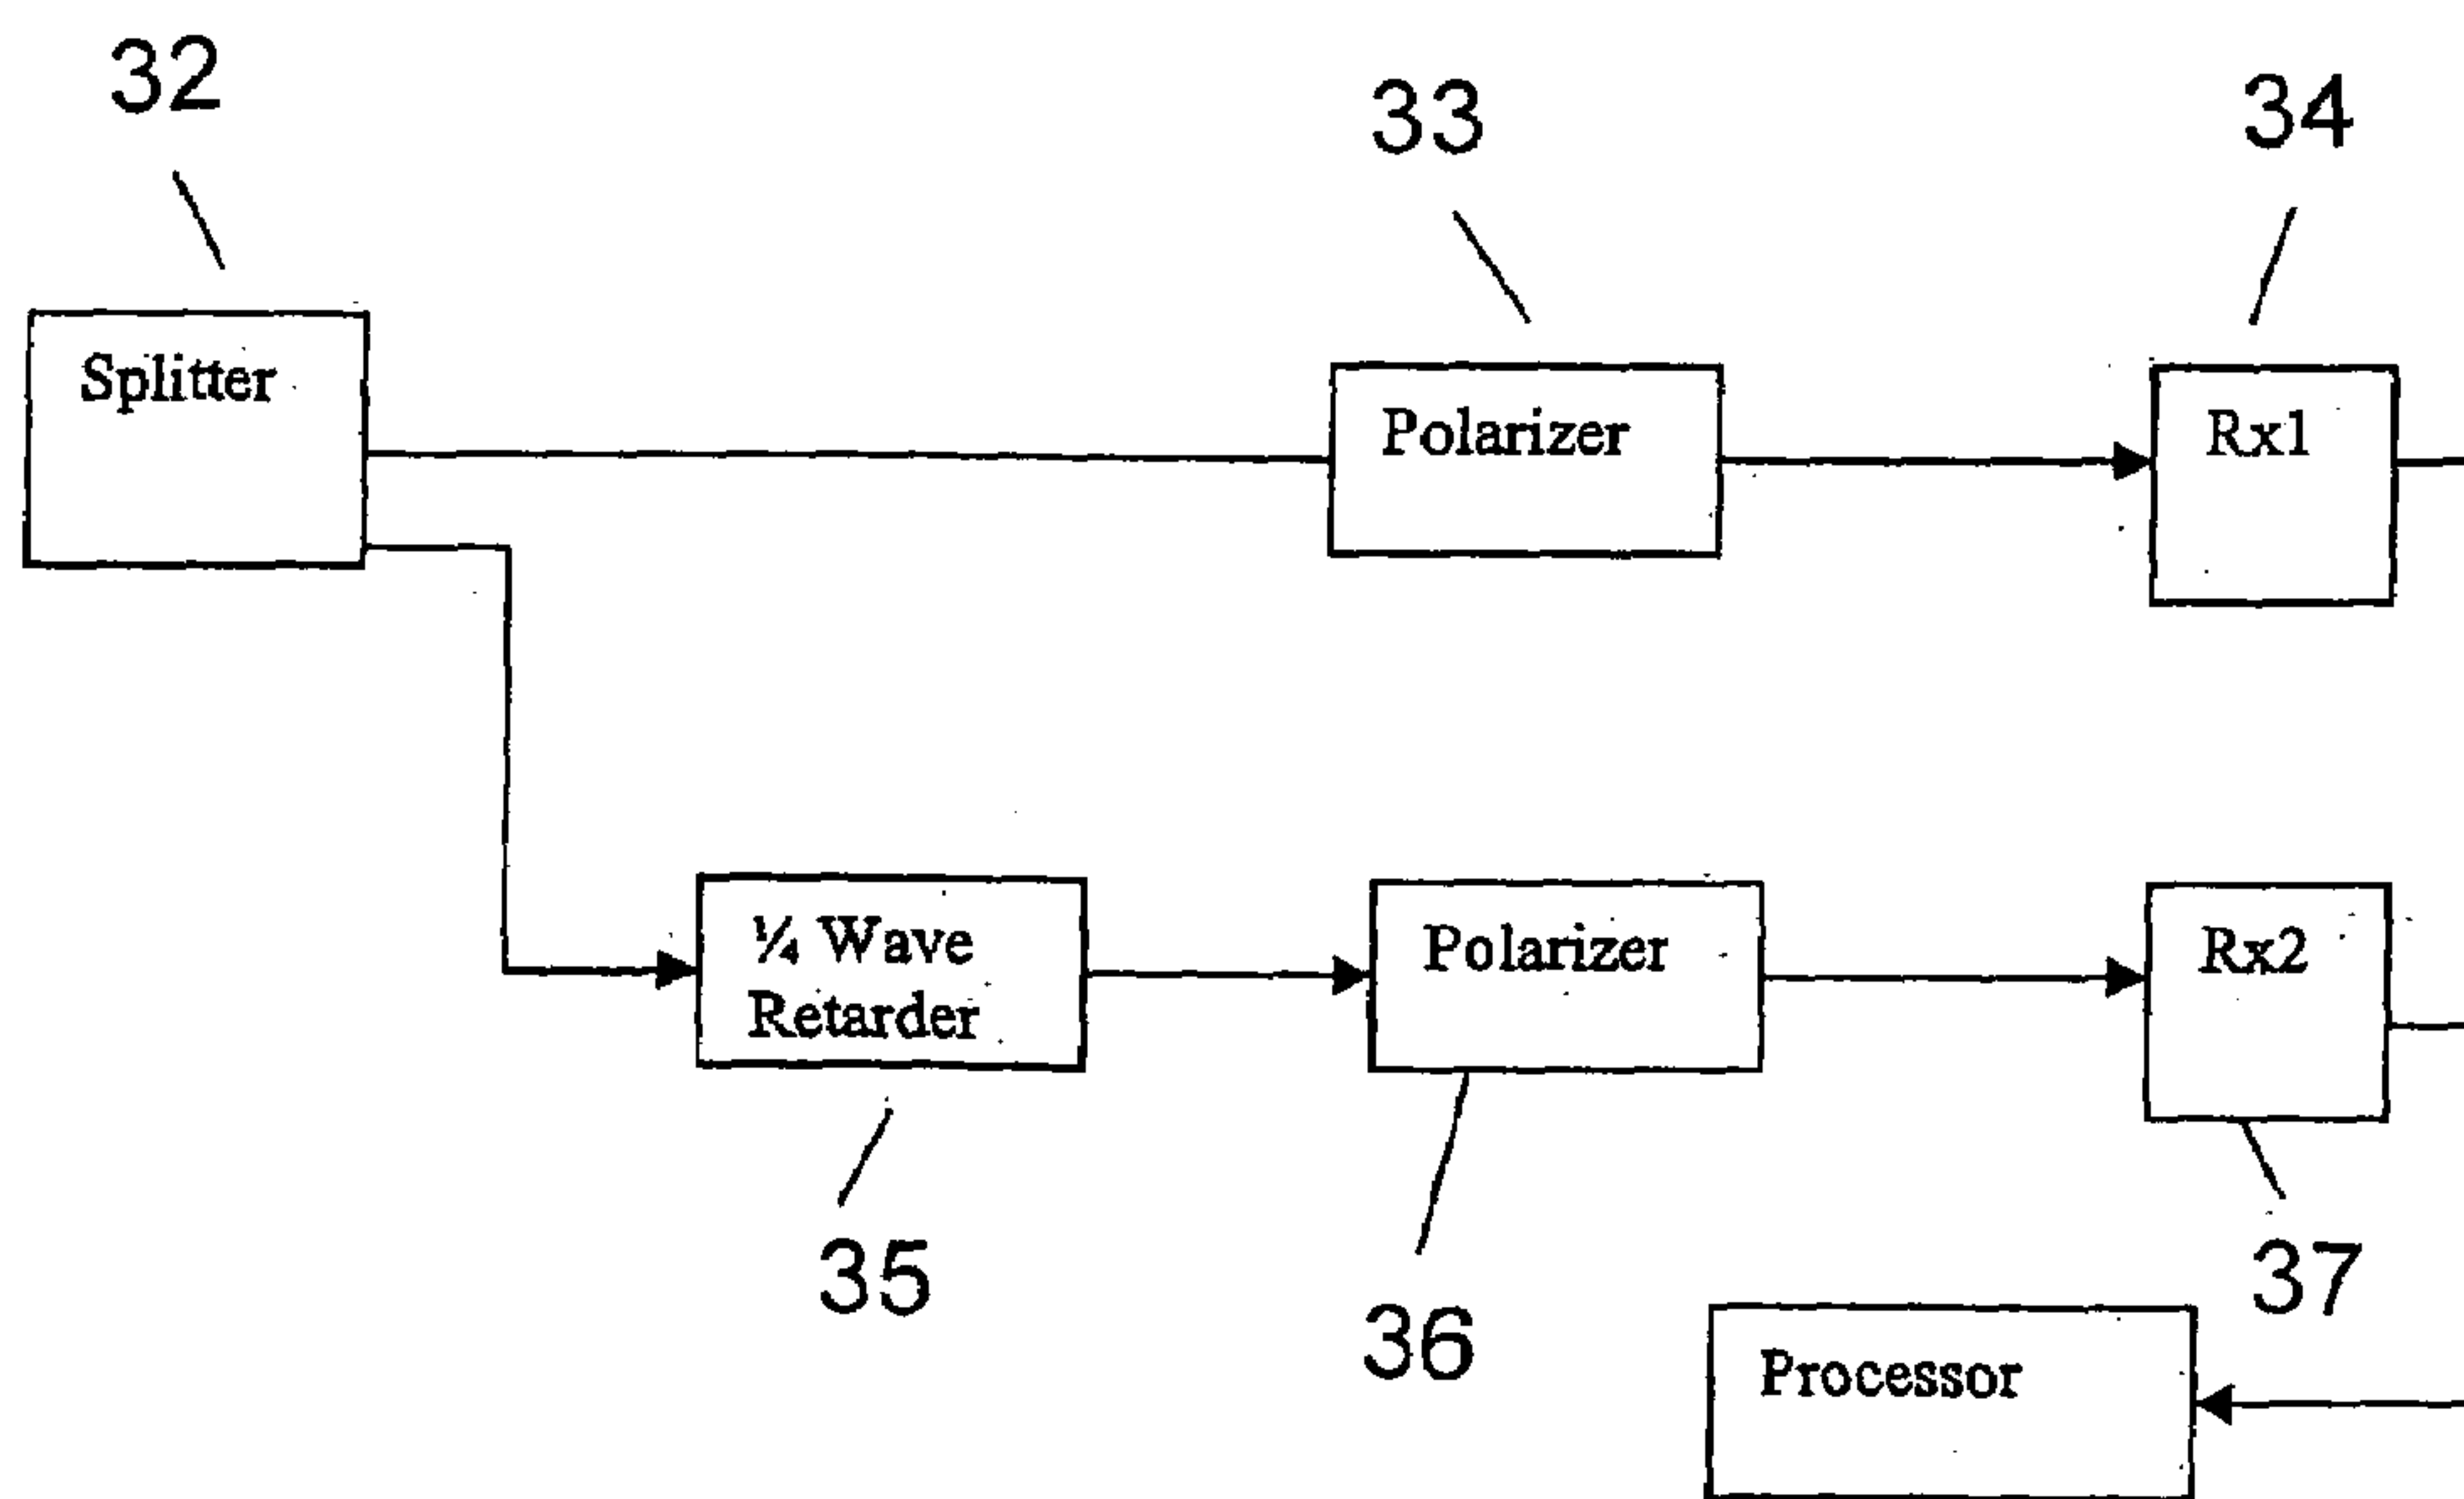 32
33
34
Splitter
Polarizer
Rx1
¼ Wave
Retarder
Polarizer
Rx2
35
36
37
Processor